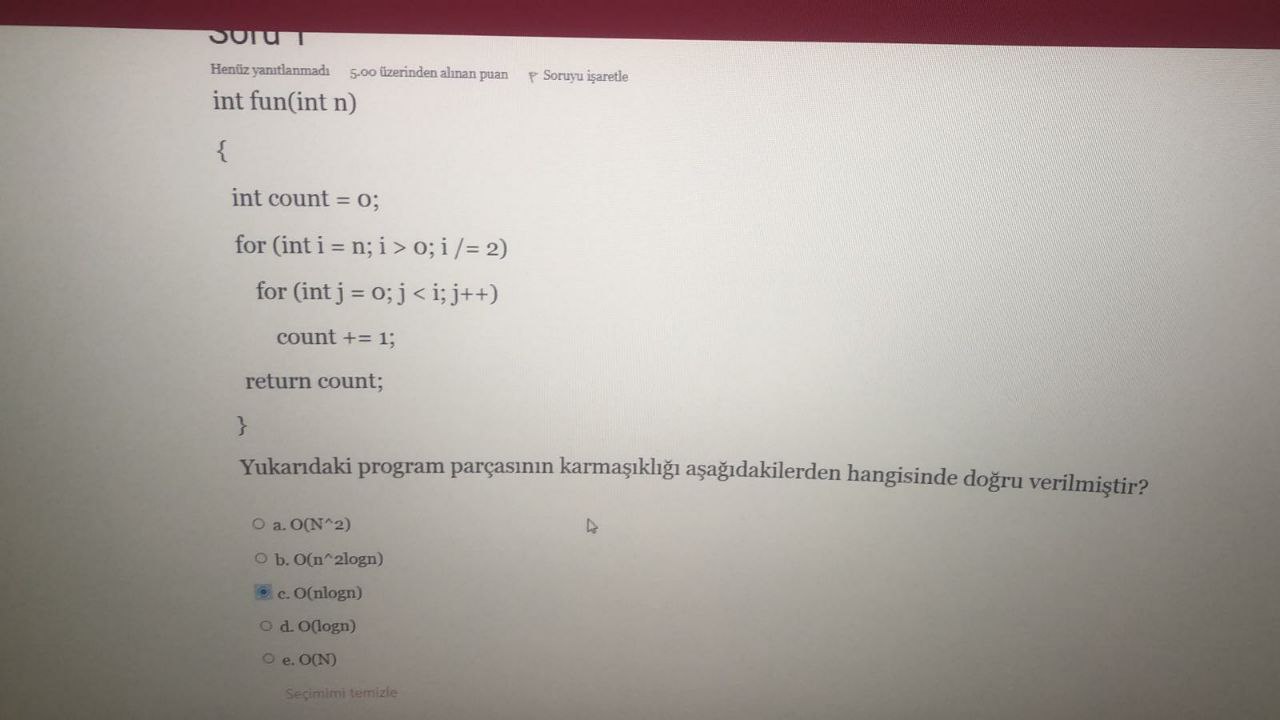 Soru 1
Henüz yanıtlanmadı 5.00 üzerinden alınan puan Soruyu işaretle
int fun(int n)
{
int count = 0;
for (int i = n; i > 0; i /= 2)
for (int j = 0; j < i; j++)
count += 1;
return count;
}
Yukarıdaki program parçasının karmaşıklığı aşağıdakilerden hangisinde doğru verilmiştir?
a. O(N^2)
b. O(n^2logn)
c. O(nlogn)
d. O(logn)
e. O(N)
Seçimimi temizle